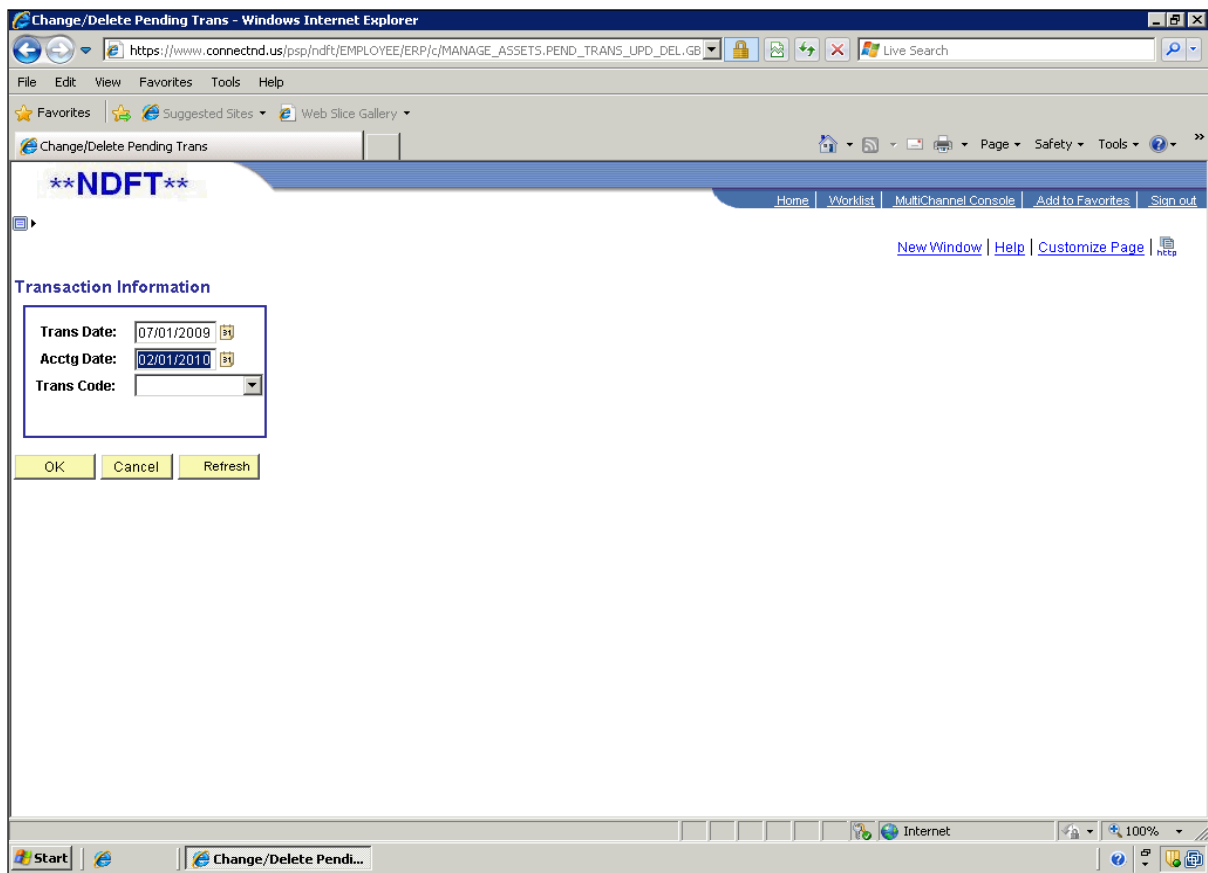 Change/Delete Pending Trans - Windows Internet Explorer
https://www.connectnd.us/psp/ndft/EMPLOYEE/ERP/c/MANAGE_ASSETS.PEND_TRANS_UPD_DEL.GB
Live Search
File Edit View Favorites Tools Help
Favorites Suggested Sites Web Slice Gallery
Change/Delete Pending Trans
Page Safety Tools »
**NDFT**
Home | Worklist | MultiChannel Console | Add to Favorites | Sign out
New Window | Help | Customize Page | http
Transaction Information
Trans Date: 07/01/2009 31
Acctg Date: 02/01/2010 31
Trans Code:
OK Cancel Refresh
Internet 100%
Start Change/Delete Pendi...